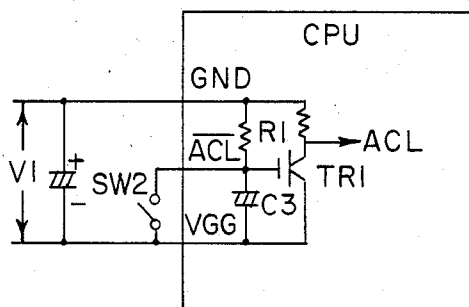 CPU
GND
V1
+
-
SW2
ACL
R1
ACL
TR1
C3
VGG